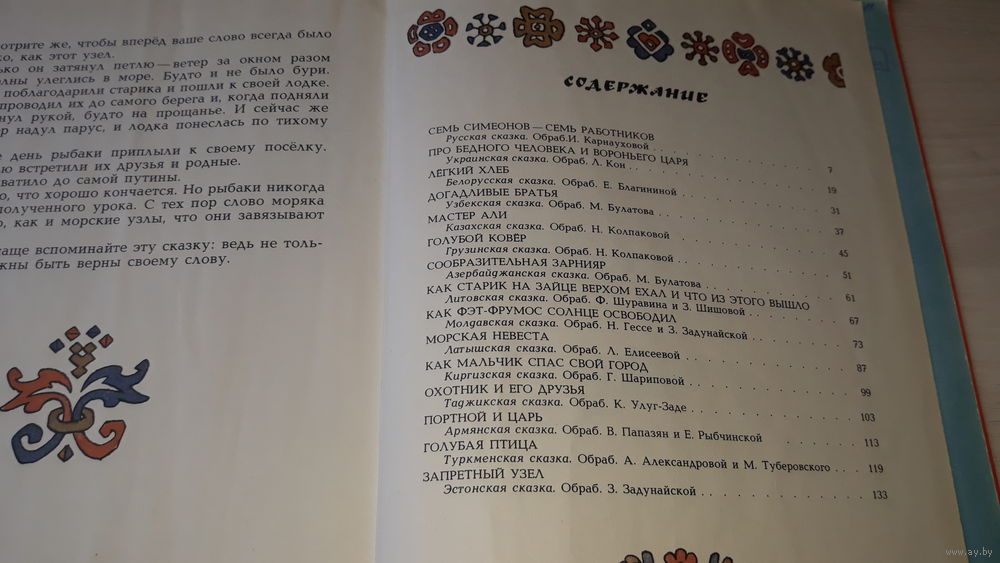 отрите же, чтобы вперёд ваше слово всегда было
ко, как этот узел.
ько он затянул петлю — ветер за окном разом
олны улеглись в море. Будто и не было бури.
поблагодарили старика и пошли к своей лодке.
проводил их до самого берега и, когда подняли
нул рукой, будто на прощанье. И сейчас же
ер надул парус, и лодка понеслась по тихому
е день рыбаки приплыли к своему посёлку.
ью встретили их друзья и родные.
ватило до самой путины.
о, что хорошо кончается. Но рыбаки никогда
полученного урока. С тех пор слово моряка
о, как и морские узлы, что они завязывают
чаще вспоминайте эту сказку: ведь не толь-
жны быть верны своему слову.
СОДЕРЖАНИЕ
СЕМЬ СИМЕОНОВ — СЕМЬ РАБОТНИКОВ
Русская сказка. Обраб. И. Карнауховой . . . . . . . . . . 7
ПРО БЕДНОГО ЧЕЛОВЕКА И ВОРОНЬЕГО ЦАРЯ
Украинская сказка. Обраб. Л. Кон . . . . . . . . . . 19
ЛЕГКИЙ ХЛЕБ
Белорусская сказка. Обраб. Е. Благининой . . . . . . . . . . 31
ДОГАДЛИВЫЕ БРАТЬЯ
Узбекская сказка. Обраб. М. Булатова . . . . . . . . . . 37
МАСТЕР АЛИ
Казахская сказка. Обраб. Н. Колпаковой . . . . . . . . . . 45
ГОЛУБОЙ КОВЁР
Грузинская сказка. Обраб. Н. Колпаковой . . . . . . . . . . 51
СООБРАЗИТЕЛЬНАЯ ЗАРНИЯР
Азербайджанская сказка. Обраб. М. Булатова . . . . . . . . . . 61
КАК СТАРИК НА ЗАЙЦЕ ВЕРХОМ ЕХАЛ И ЧТО ИЗ ЭТОГО ВЫШЛО
Литовская сказка. Обраб. Ф. Шуравина и З. Шишовой . . . . . . . . 67
КАК ФЭТ-ФРУМОС СОЛНЦЕ ОСВОБОДИЛ
Молдавская сказка. Обраб. Н. Гессе и З. Задунайской . . . . . . . . 73
МОРСКАЯ НЕВЕСТА
Латышская сказка. Обраб. Л. Елисеевой . . . . . . . . . . 87
КАК МАЛЬЧИК СПАС СВОЙ ГОРОД
Киргизская сказка. Обраб. Г. Шариповой . . . . . . . . . . 99
ОХОТНИК И ЕГО ДРУЗЬЯ
Таджикская сказка. Обраб. К. Улуг-Заде . . . . . . . . . . 103
ПОРТНОЙ И ЦАРЬ
Армянская сказка. Обраб. В. Папазян и Е. Рыбчинской . . . . . . 113
ГОЛУБАЯ ПТИЦА
Туркменская сказка. Обраб. А. Александровой и М. Туберовского . . . 119
ЗАПРЕТНЫЙ УЗЕЛ
Эстонская сказка. Обраб. З. Задунайской . . . . . . . . . . 133
www.ay.by